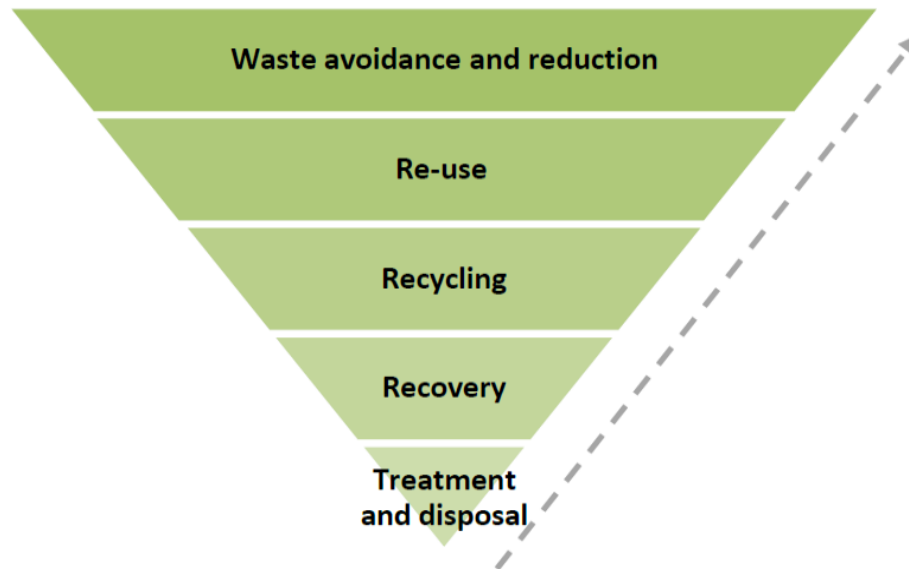 Waste avoidance and reduction
Re-use
Recycling
Recovery
Treatment
and disposal